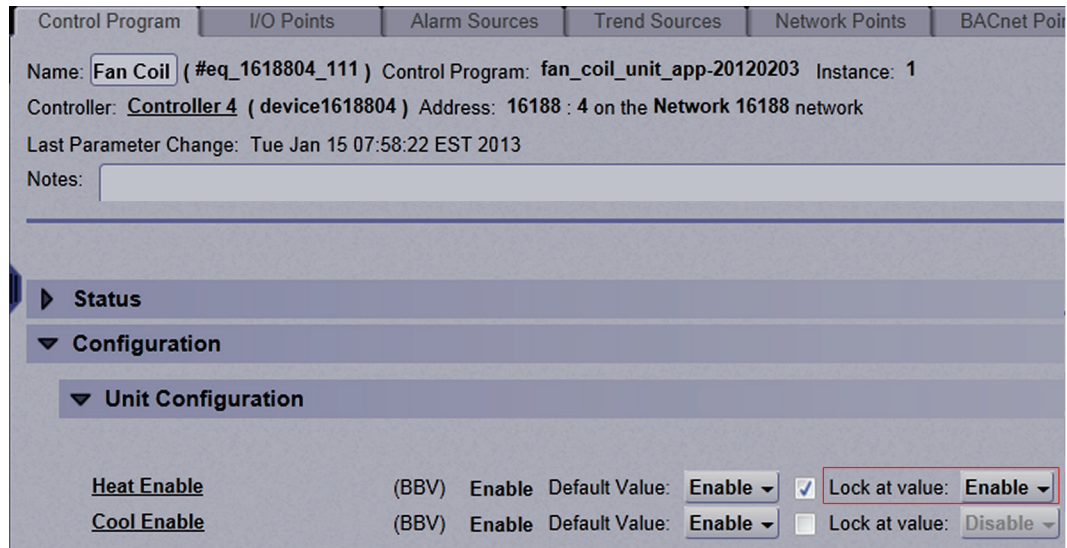 Control Program I/O Points Alarm Sources Trend Sources Network Points BACnet Poi
Name: Fan Coil ( #eq_1618804_111 ) Control Program: fan_coil_unit_app-20120203 Instance: 1
Controller: Controller 4 ( device1618804 ) Address: 16188 : 4 on the Network 16188 network
Last Parameter Change: Tue Jan 15 07:58:22 EST 2013
Notes:
Status
Configuration
Unit Configuration
Heat Enable (BBV) Enable Default Value: Enable Lock at value: Enable
Cool Enable (BBV) Enable Default Value: Enable Lock at value: Disable